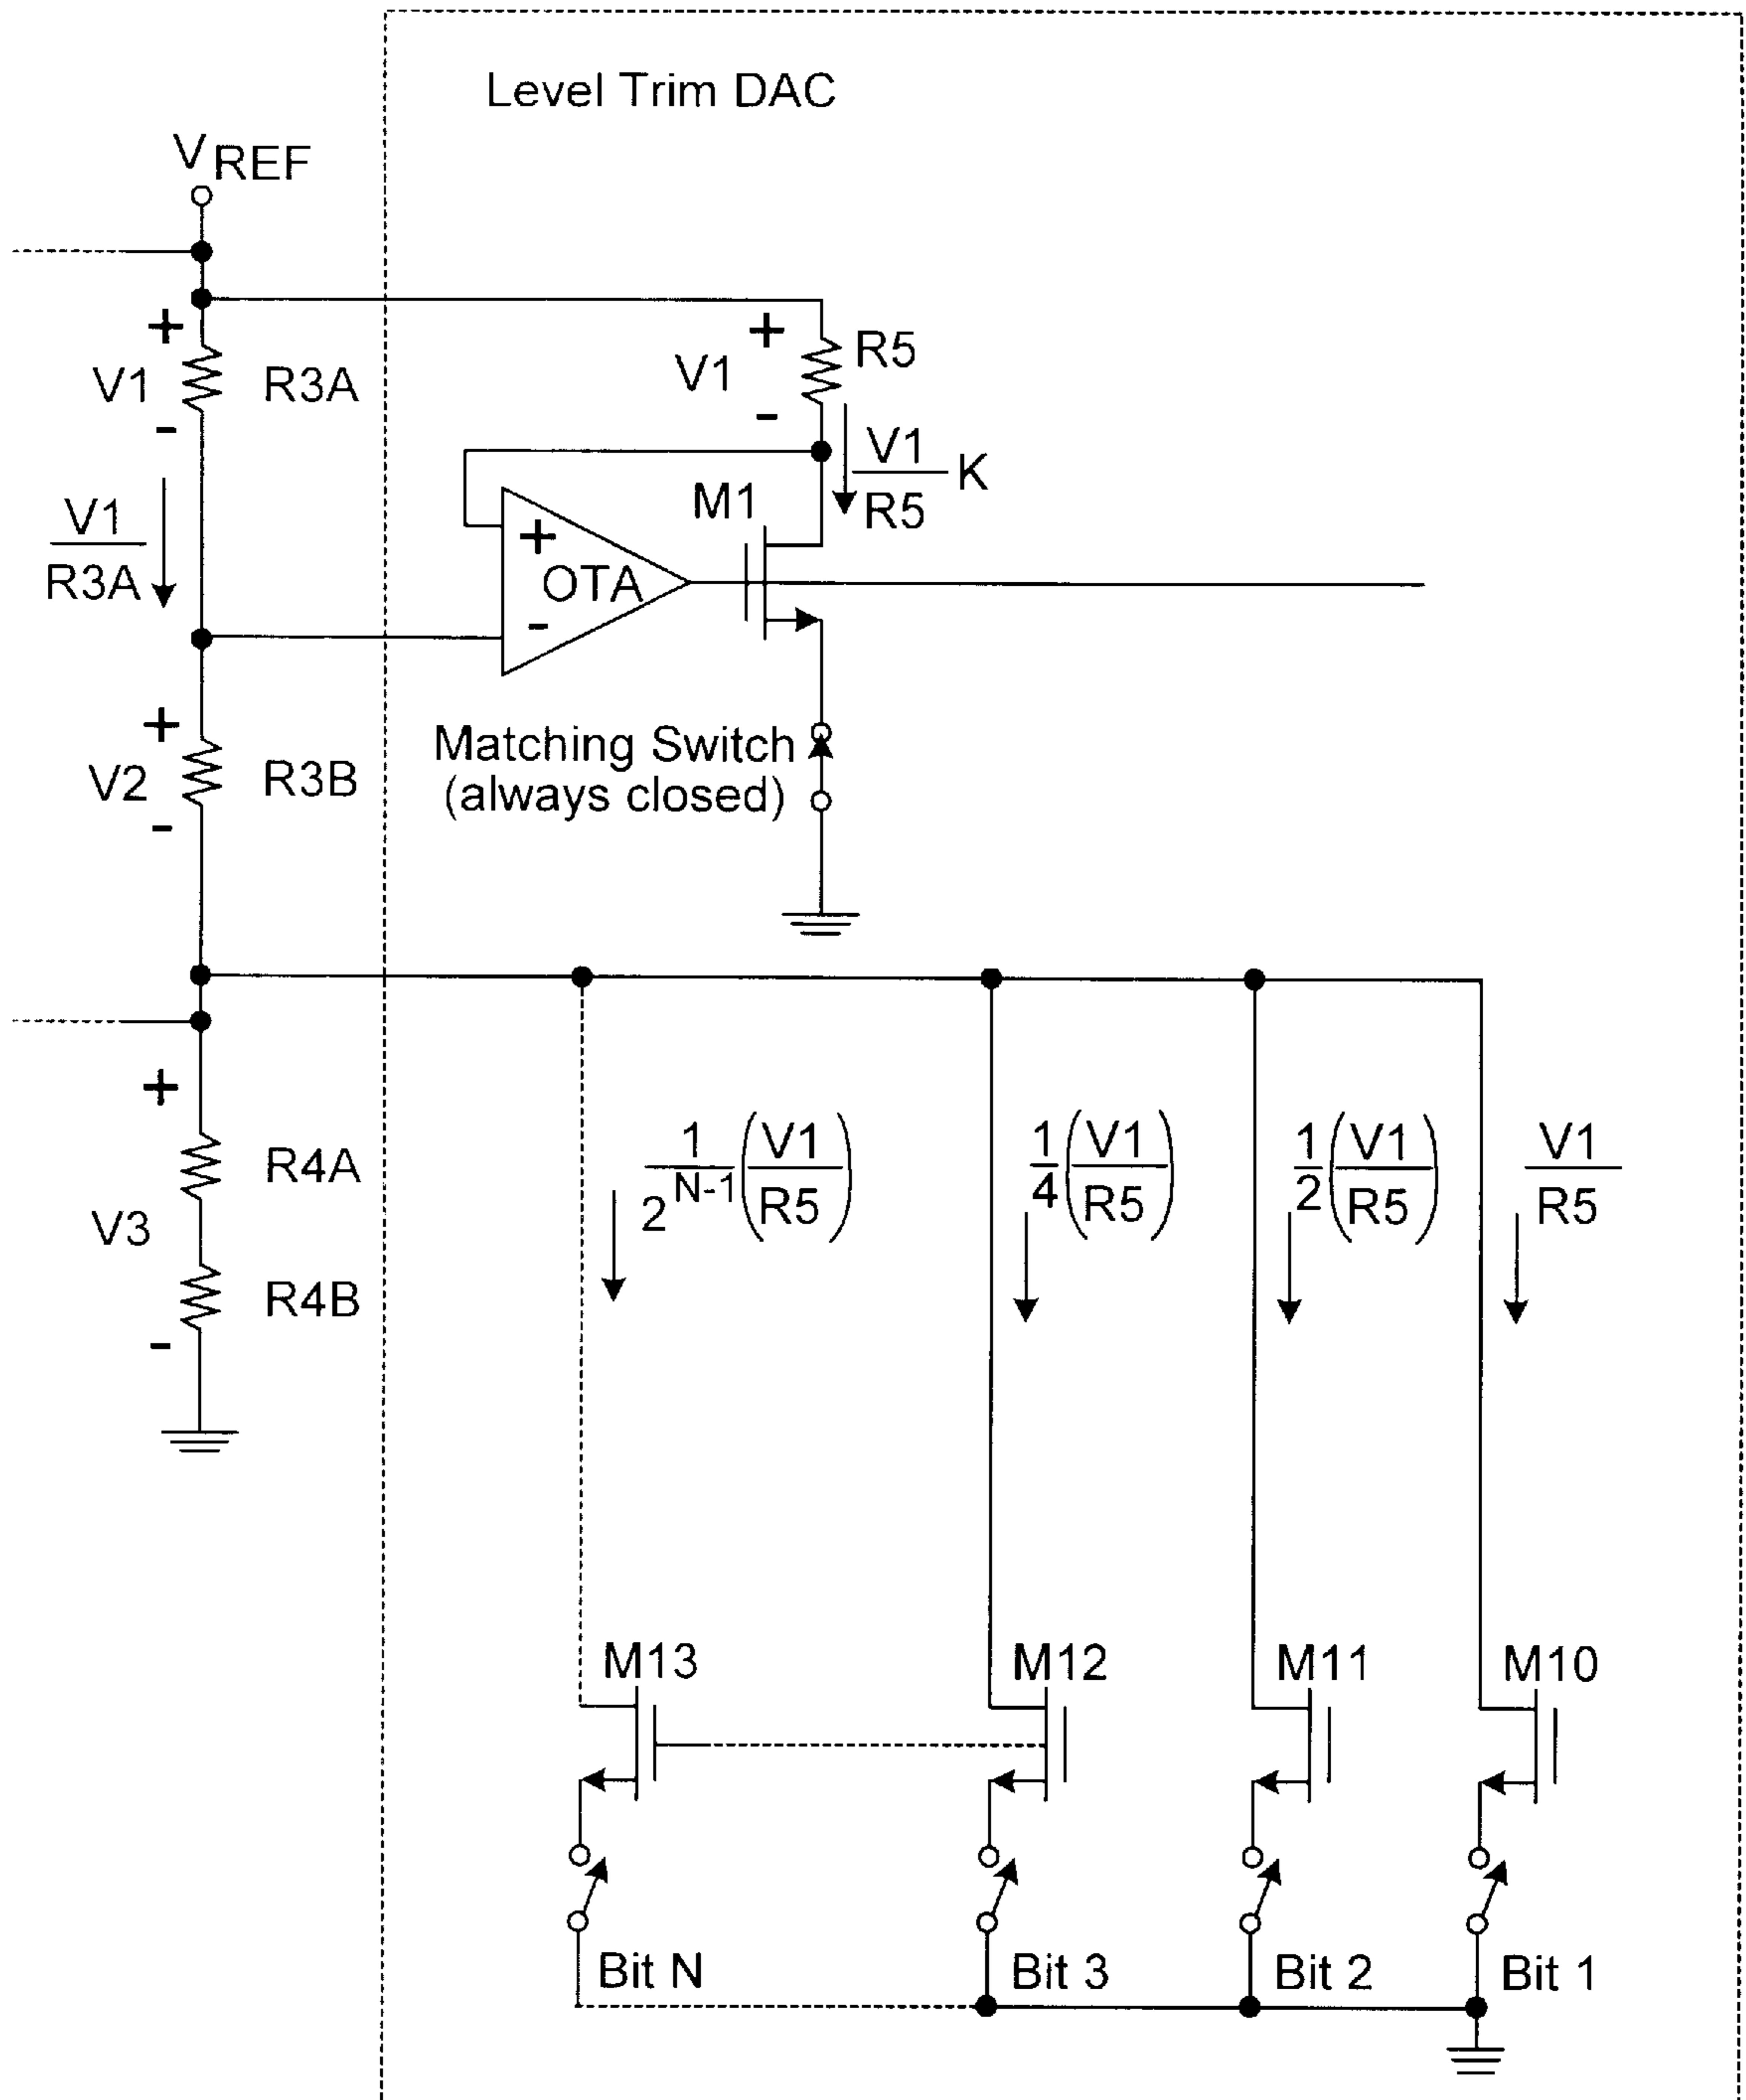 Level Trim DAC
VREF
+
V1
-
R3A
+
V1
-
R5
V1/R5 K
V1/R3A
M1
+
OTA
-
+
V2
-
R3B
Matching Switch
(always closed)
+
V3
-
R4A
R4B
1/2^N-1 (V1/R5)
1/4 (V1/R5)
1/2 (V1/R5)
V1/R5
M13
M12
M11
M10
Bit N
Bit 3
Bit 2
Bit 1